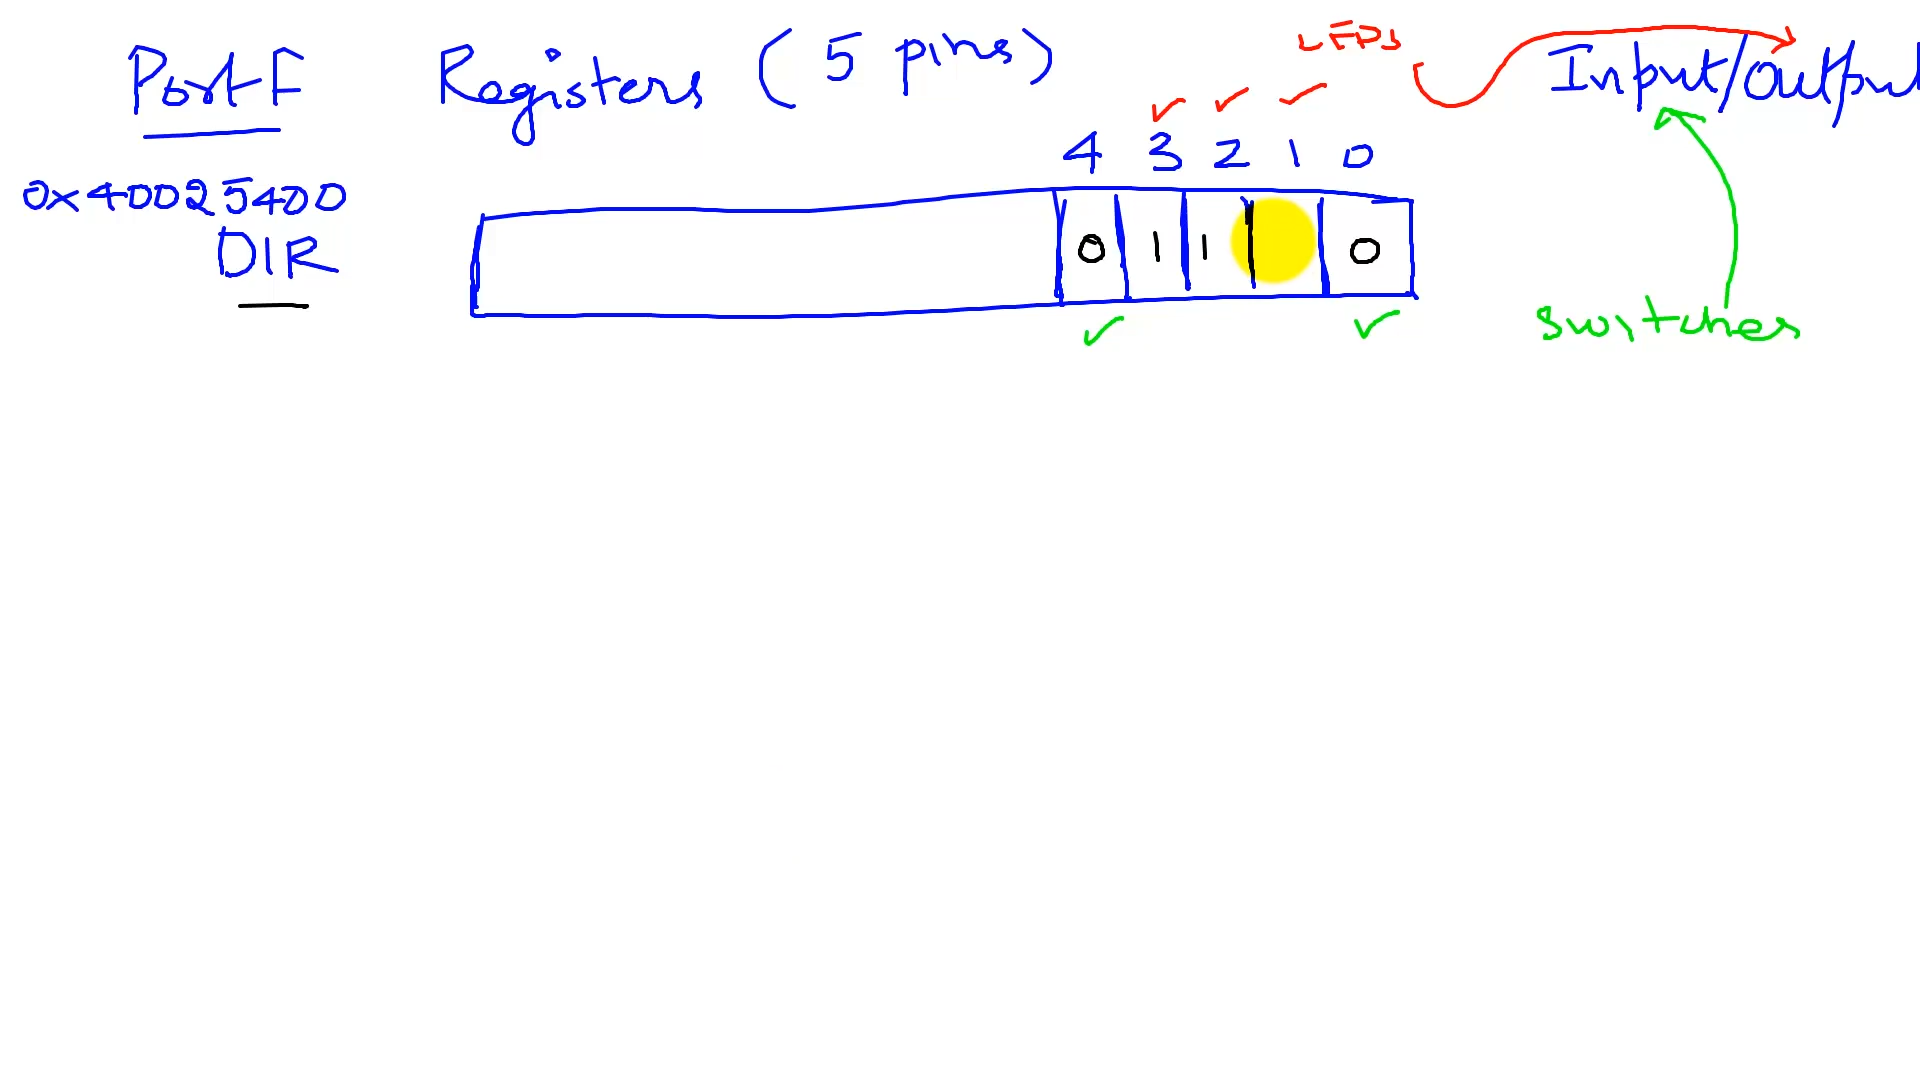 Port F Registers (5 pins) LEDs Input/Output
4 3 2 1 0
0x40025400
DIR 0 1 1 0
switches